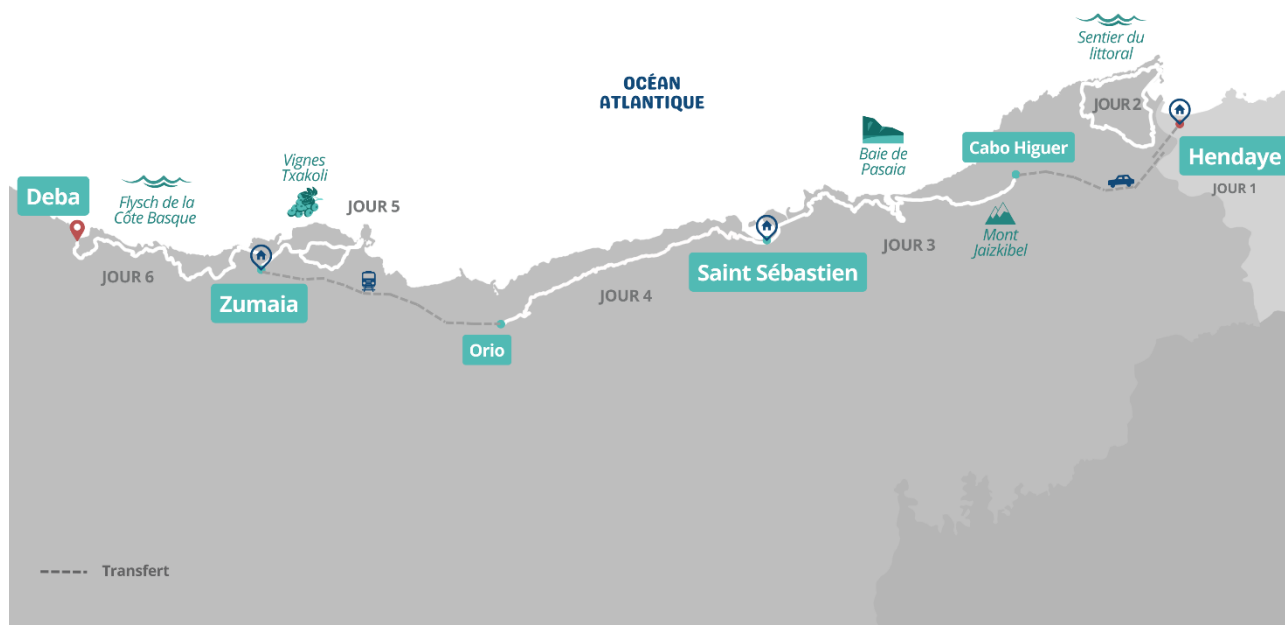 Sentier du
littoral
OCÉAN
ATLANTIQUE
JOUR 2
Baie de
Pasaia
Cabo Higuer
Hendaye
JOUR 1
Vignes
Txakoli
Deba
Flysch de la
Côte Basque
JOUR 5
Mont
Jaizkibel
JOUR 3
Saint Sébastien
JOUR 6
Zumaia
JOUR 4
Orio
Transfert